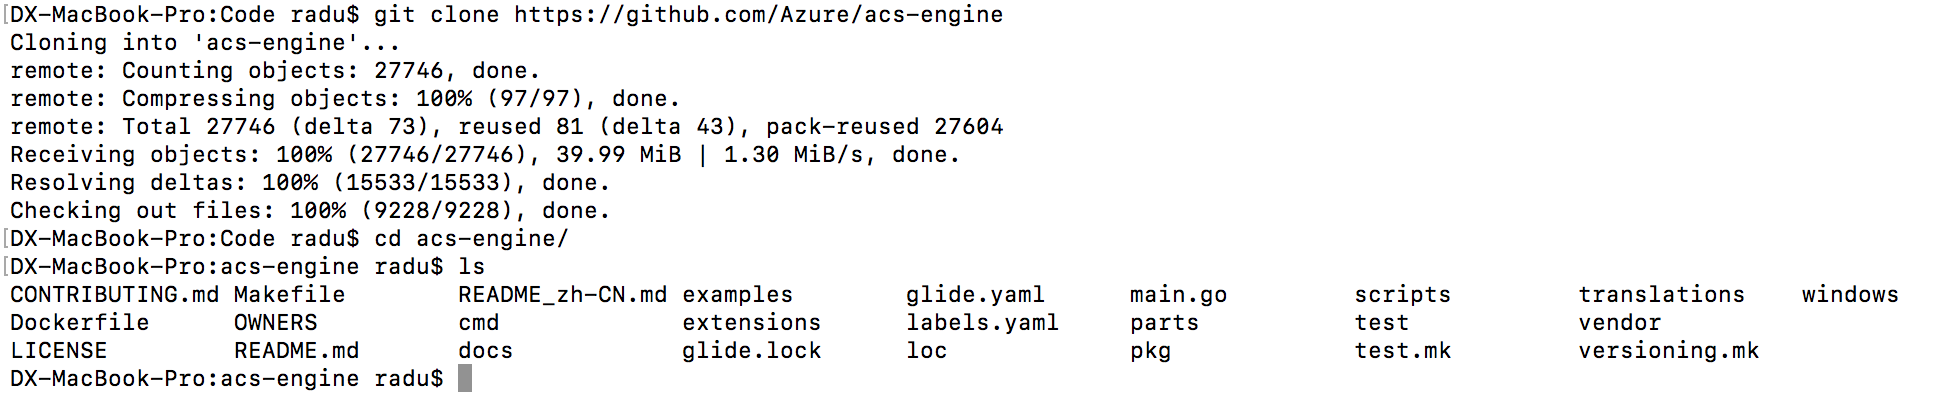 [DX-MacBook-Pro:Code radu$ git clone https://github.com/Azure/acs-engine
Cloning into 'acs-engine'...
remote: Counting objects: 27746, done.
remote: Compressing objects: 100% (97/97), done.
remote: Total 27746 (delta 73), reused 81 (delta 43), pack-reused 27604
Receiving objects: 100% (27746/27746), 39.99 MiB | 1.30 MiB/s, done.
Resolving deltas: 100% (15533/15533), done.
Checking out files: 100% (9228/9228), done.
[DX-MacBook-Pro:Code radu$ cd acs-engine/
[DX-MacBook-Pro:acs-engine radu$ ls
CONTRIBUTING.md Makefile        README_zh-CN.md examples        glide.yaml      main.go         scripts         translations    windows
Dockerfile      OWNERS          cmd             extensions      labels.yaml     parts           test            vendor
LICENSE         README.md       docs            glide.lock      loc             pkg             test.mk         versioning.mk
DX-MacBook-Pro:acs-engine radu$